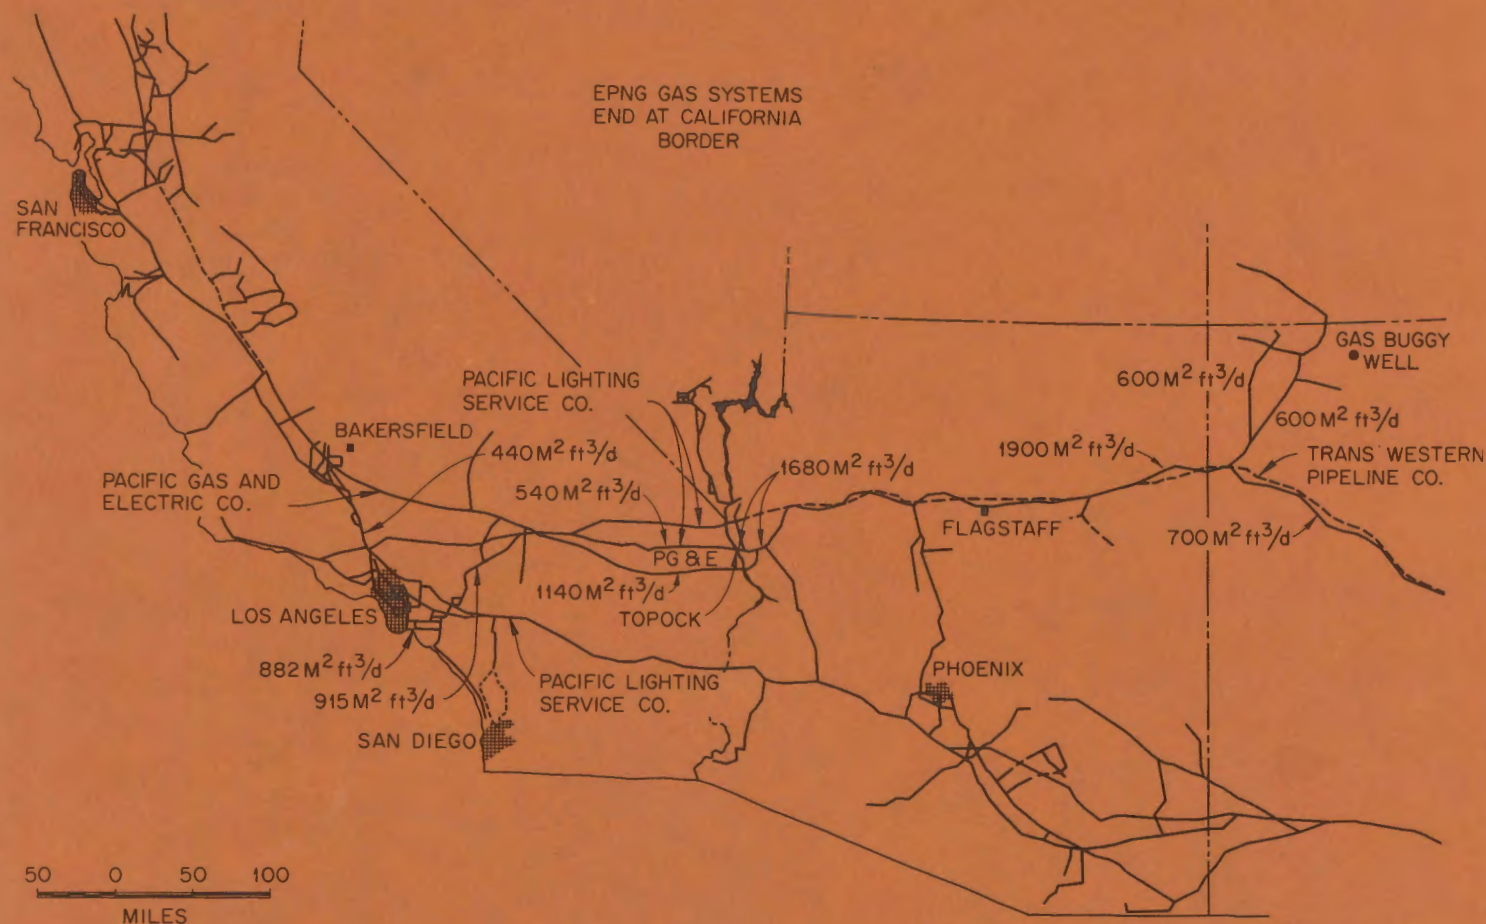 EPNG GAS SYSTEMS
END AT CALIFORNIA
BORDER
SAN
FRANCISCO
GAS BUGGY
WELL
PACIFIC LIGHTING
SERVICE CO.
600 M² ft³/d
600 M² ft³/d
BAKERSFIELD
440 M² ft³/d
1680 M² ft³/d
1900 M² ft³/d
TRANS WESTERN
PIPELINE CO.
PACIFIC GAS AND
ELECTRIC CO.
540 M² ft³/d
FLAGSTAFF
700 M² ft³/d
PG & E
1140 M² ft³/d
TOPOCK
LOS ANGELES
882 M² ft³/d
915 M² ft³/d
PACIFIC LIGHTING
SERVICE CO.
PHOENIX
SAN DIEGO
50 0 50 100
MILES